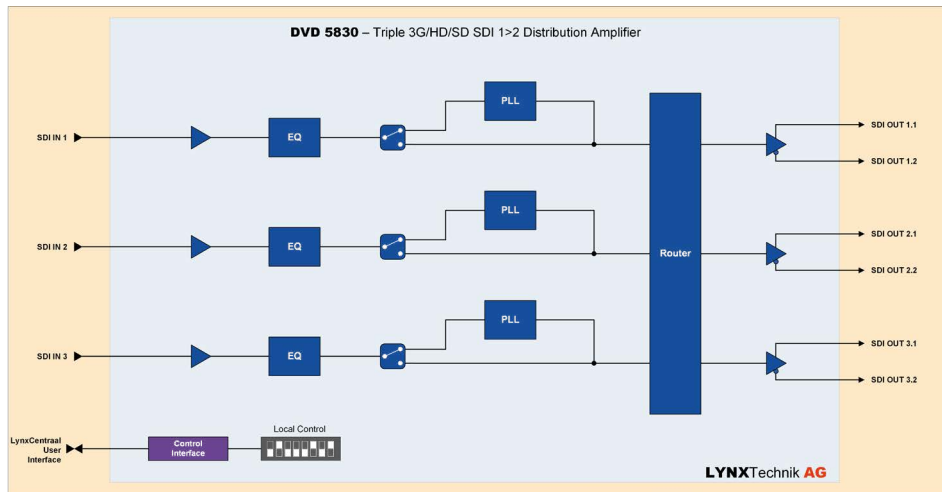 DVD 5830 – Triple 3G/HD/SD SDI 1>2 Distribution Amplifier
PLL
SDI IN 1
EQ
SDI OUT 1.1
SDI OUT 1.2
PLL
SDI IN 2
EQ
Router
SDI OUT 2.1
SDI OUT 2.2
PLL
SDI IN 3
EQ
SDI OUT 3.1
SDI OUT 3.2
LynxCentraal
User
Interface
Control
Interface
Local Control
LYNXTechnik AG